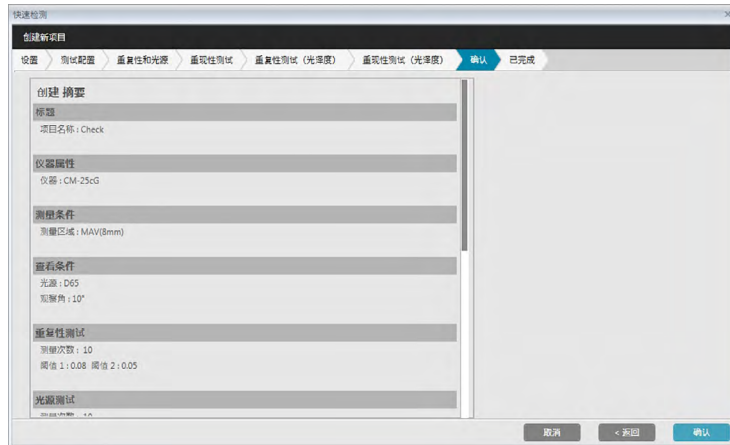 快速检测
创建新项目
设置 测试配置 重复性和光源 重现性测试 重复性测试（光泽度） 重现性测试（光泽度） 确认 已完成
创建 摘要
标题
项目名称 : Check
仪器属性
仪器 : CM-25cG
测量条件
测量区域 : MAV(8mm)
查看条件
光源 : D65
观察角 : 10°
重复性测试
测量次数 : 10
阈值 1 : 0.08 阈值 2 : 0.05
光源测试
取消 < 返回 确认